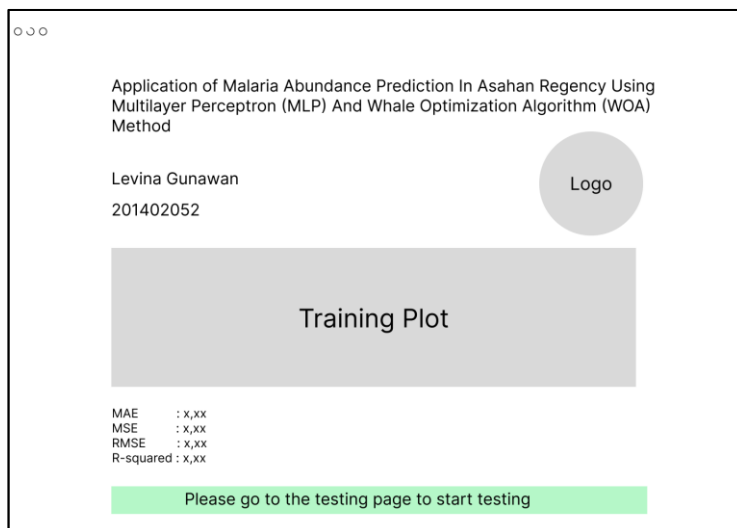 Application of Malaria Abundance Prediction In Asahan Regency Using
Multilayer Perceptron (MLP) And Whale Optimization Algorithm (WOA)
Method
Levina Gunawan
Logo
201402052
Training Plot
MAE : x,xx
MSE : x,xx
RMSE : x,xx
R-squared : x,xx
Please go to the testing page to start testing